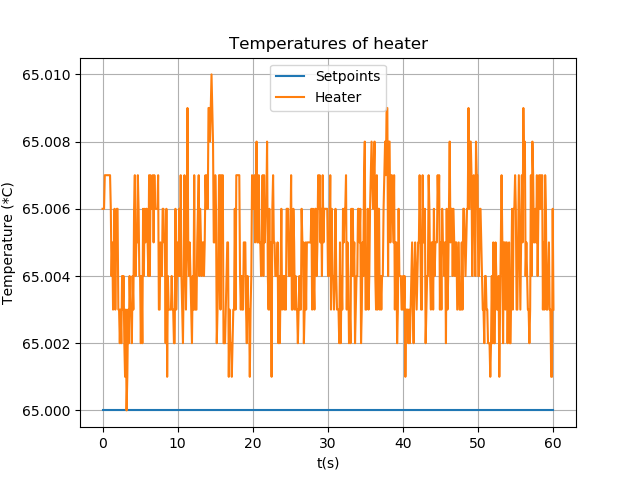 Temperatures of heater
Setpoints
Heater
65.010
65.008
65.006
65.004
65.002
65.000
Temperature (*C)
0 10 20 30 40 50 60
t(s)